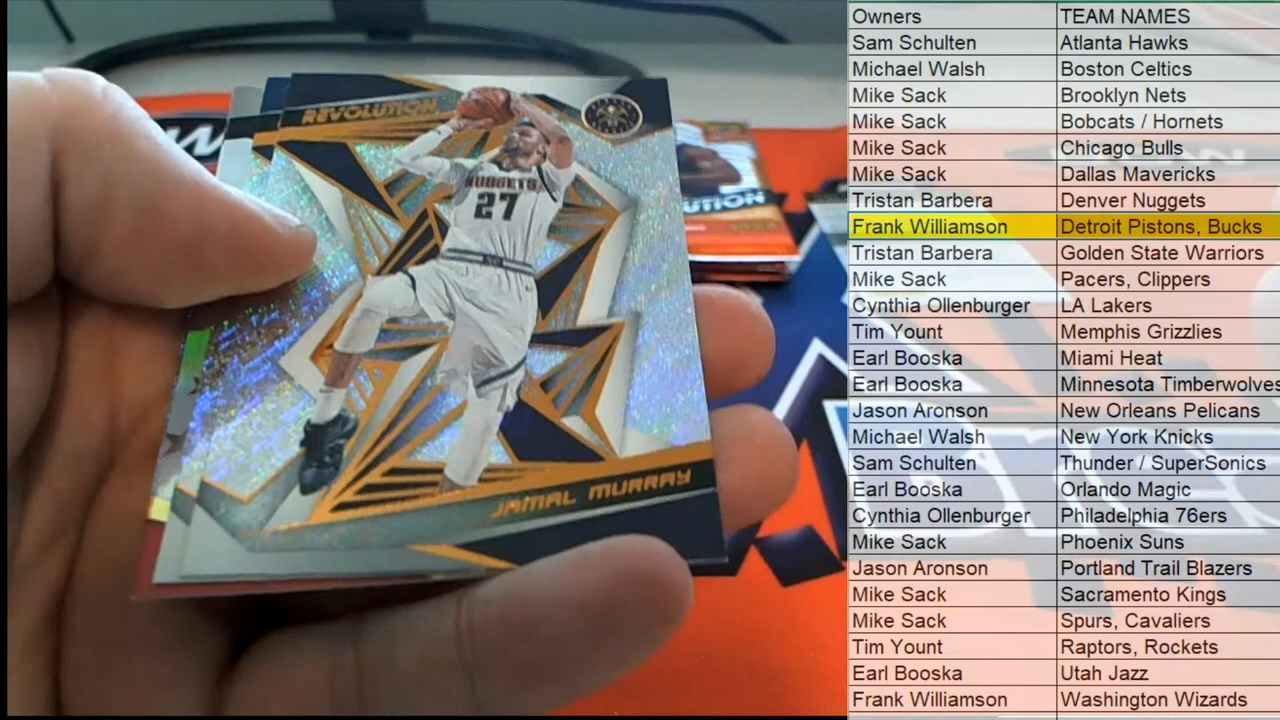 REVOLUTION
NUGGETS
27
JAMAL MURRAY
Owners TEAM NAMES
Sam Schulten Atlanta Hawks
Michael Walsh Boston Celtics
Mike Sack Brooklyn Nets
Mike Sack Bobcats / Hornets
Mike Sack Chicago Bulls
Mike Sack Dallas Mavericks
Tristan Barbera Denver Nuggets
Frank Williamson Detroit Pistons, Bucks
Tristan Barbera Golden State Warriors
Mike Sack Pacers, Clippers
Cynthia Ollenburger LA Lakers
Tim Yount Memphis Grizzlies
Earl Booska Miami Heat
Earl Booska Minnesota Timberwolves
Jason Aronson New Orleans Pelicans
Michael Walsh New York Knicks
Sam Schulten Thunder / SuperSonics
Earl Booska Orlando Magic
Cynthia Ollenburger Philadelphia 76ers
Mike Sack Phoenix Suns
Jason Aronson Portland Trail Blazers
Mike Sack Sacramento Kings
Mike Sack Spurs, Cavaliers
Tim Yount Raptors, Rockets
Earl Booska Utah Jazz
Frank Williamson Washington Wizards